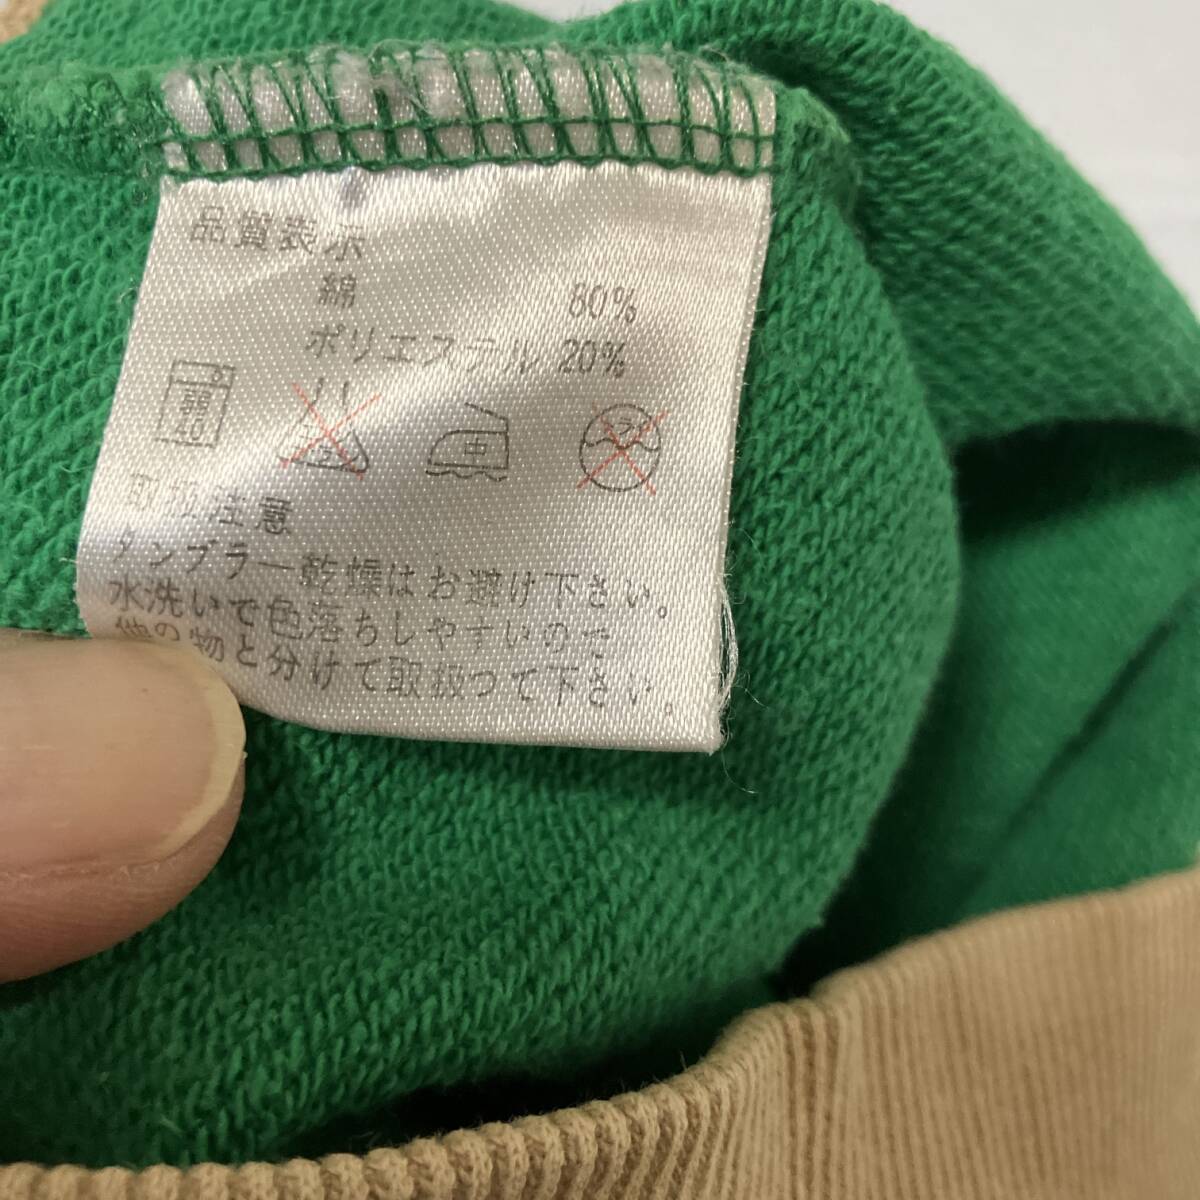 品質表示
綿 80%
ポリエステル 20%
中
取扱注意
タンブラー乾燥はお避け下さい。
水洗いで色落ちしやすいので
他の物と分けて取扱って下さい。